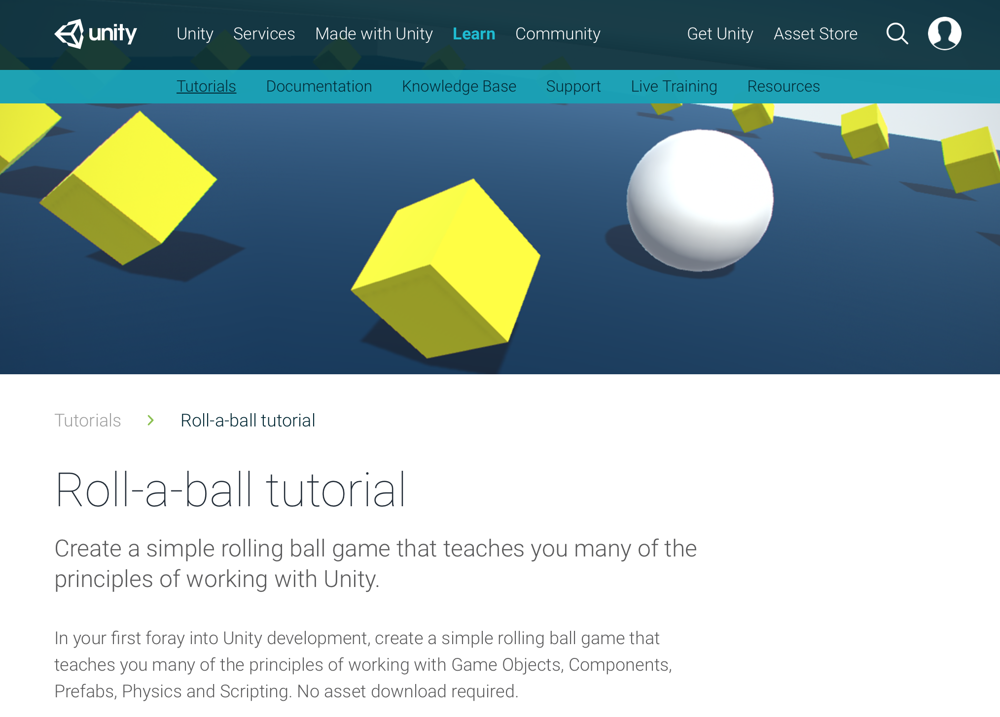 unity
Unity Services Made with Unity Learn Community Get Unity Asset Store
Tutorials Documentation Knowledge Base Support Live Training Resources
Tutorials Roll-a-ball tutorial
Roll-a-ball tutorial
Create a simple rolling ball game that teaches you many of the
principles of working with Unity.
In your first foray into Unity development, create a simple rolling ball game that
teaches you many of the principles of working with Game Objects, Components,
Prefabs, Physics and Scripting. No asset download required.